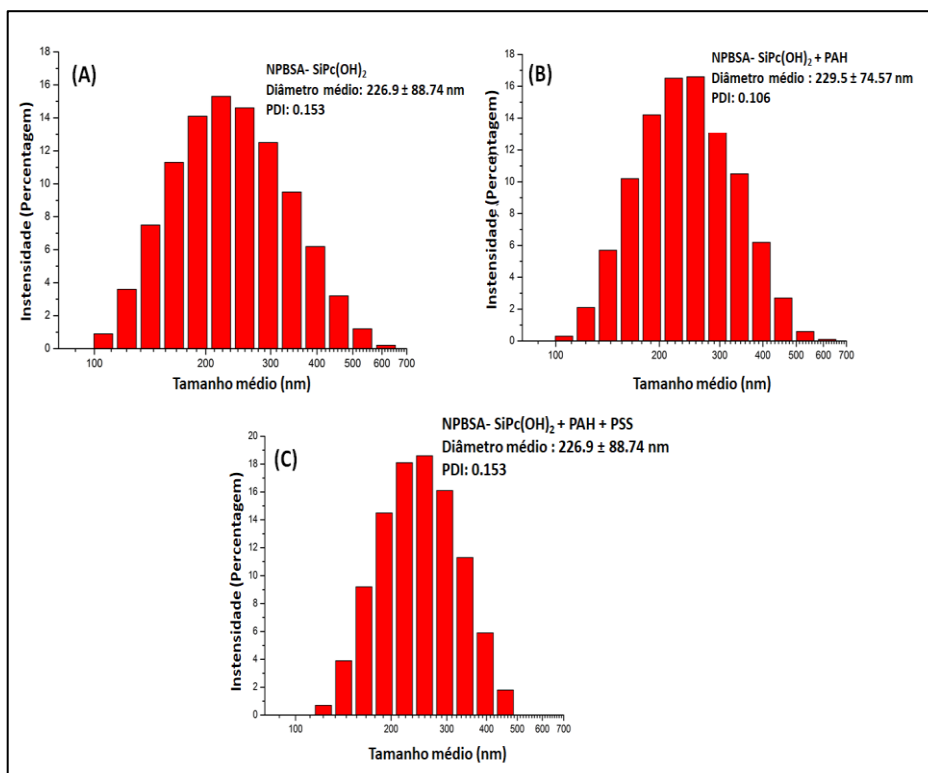 (A)
NPBSA- SiPc(OH)₂
Diâmetro médio: 226.9 ± 88.74 nm
PDI: 0.153
Instensidade (Percentagem)
18
16
14
12
10
8
6
4
2
0
100 200 300 400 500 600 700
Tamanho médio (nm)
(B)
NPBSA- SiPc(OH)₂ + PAH
Diâmetro médio : 229.5 ± 74.57 nm
PDI: 0.106
Instensidade (Percentagem)
18
16
14
12
10
8
6
4
2
0
100 200 300 400 500 600 700
Tamanho médio (nm)
(C)
NPBSA- SiPc(OH)₂ + PAH + PSS
Diâmetro médio : 226.9 ± 88.74 nm
PDI: 0.153
Instensidade (Percentagem)
20
18
16
14
12
10
8
6
4
2
0
100 200 300 400 500 600 700
Tamanho médio (nm)